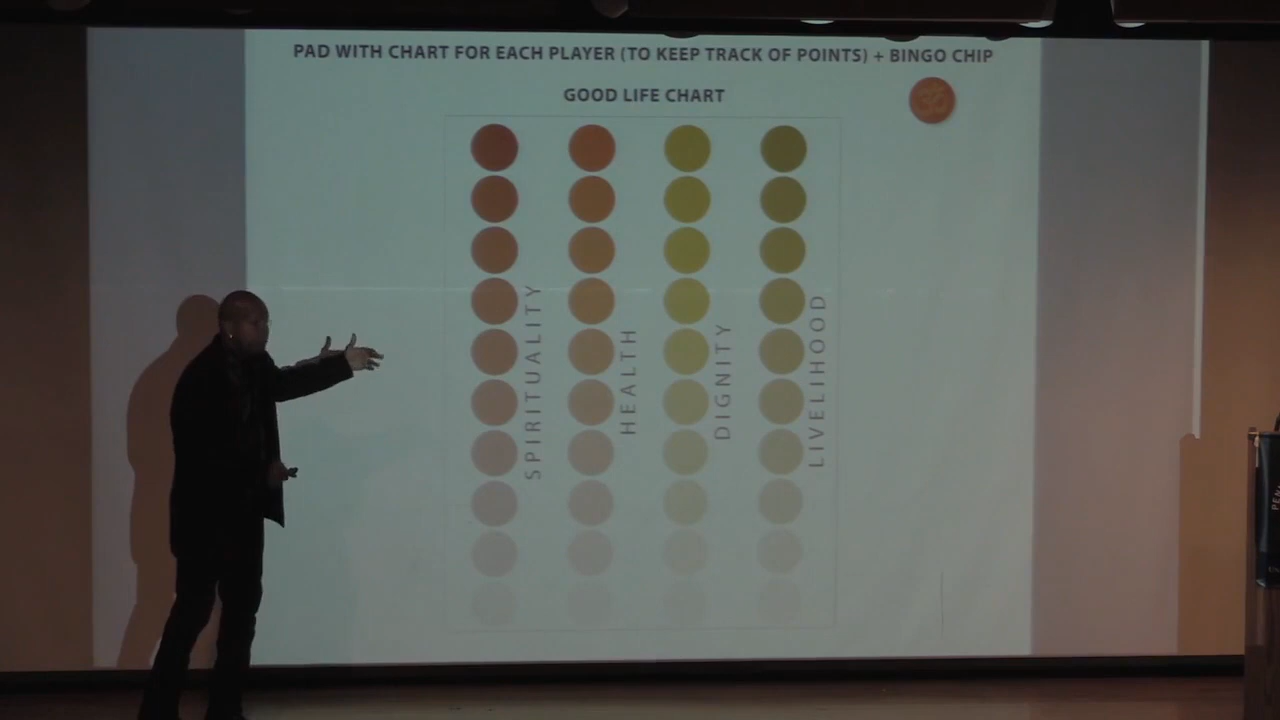 PAD WITH CHART FOR EACH PLAYER (TO KEEP TRACK OF POINTS) + BINGO CHIP
GOOD LIFE CHART
SPIRITUALITY
HEALTH
DIGNITY
LIVELIHOOD